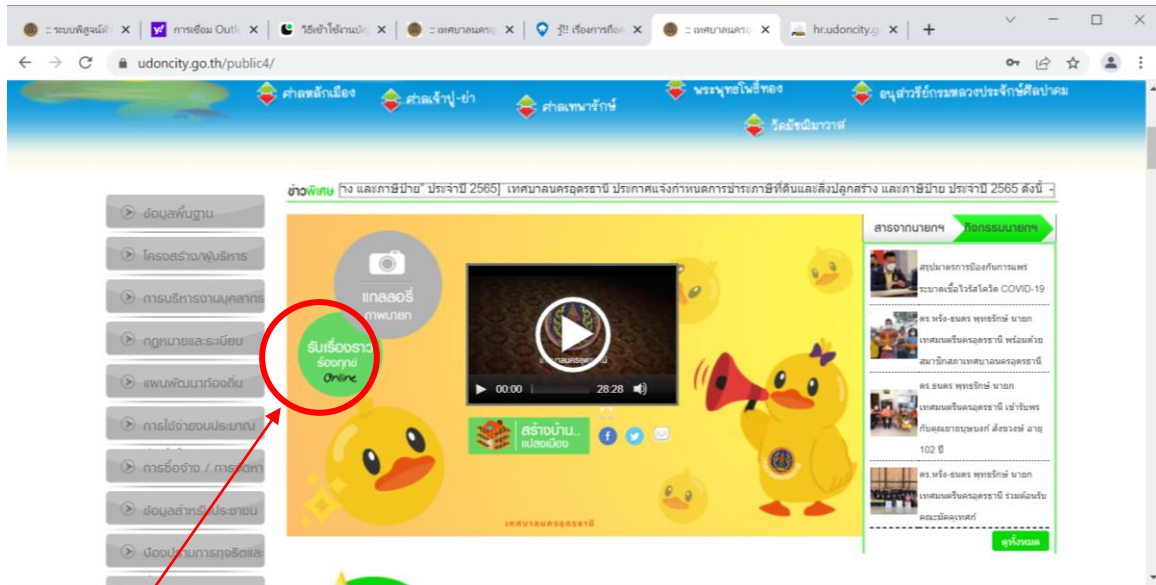 :: ระบบพิสูจน์ตัว
การเชื่อม Outl
วิธีเข้าใช้งานบัญ
:: เทศบาลนครอุ
รู้!! เรื่องการถือ
:: เทศบาลนครอุ
hr.udoncity.g
udoncity.go.th/public4/
ศาลหลักเมือง
ศาลเจ้าปู่-ย่า
ศาลเทพารักษ์
พระพุทธโพธิ์ทอง
อนุสาวรีย์กรมหลวงประจักษ์ศิลปาคม
วัดมัชฌิมาวาส
ข่าวพิเศษ
าง และภาษีป้าย" ประจำปี 2565] เทศบาลนครอุดรธานี ประกาศแจ้งกำหนดการชำระภาษีที่ดินและสิ่งปลูกสร้าง และภาษีป้าย ประจำปี 2565 ดังนี้ -
ข้อมูลพื้นฐาน
โครงสร้าง/ผู้บริหาร
การบริหารงานบุคลากร
กฎหมายและระเบียบ
แผนพัฒนาท้องถิ่น
การใช้จ่ายงบประมาณ
การซื้อจ้าง / การจัดหา
ข้อมูลสำหรับประชาชน
ป้องปรามการทุจริตและ
แกลลอรี่
ภาพนายก
รับเรื่องราว
ร้องทุกข์
Online
00:00
28:28
สร้างบ้าน..
แปลงเมือง
เทศบาลนครอุดรธานี
สารจากนายกฯ
กิจกรรมนายกฯ
สรุปมาตรการป้องกันการแพร่
ระบาดเชื้อไวรัสโควิด COVID-19
ดร.หรั่ง-ธนดร พุทธรักษ์ นายก
เทศมนตรีนครอุดรธานี พร้อมด้วย
สมาชิกสภาเทศบาลนครอุดรธานี
ดร.ธนดร พุทธรักษ์ นายก
เทศมนตรีนครอุดรธานี เข้ารับพร
102 ปี
ดร.หรั่ง-ธนดร พุทธรักษ์ นายก
เทศมนตรีนครอุดรธานี ร่วมต้อนรับ
คณะมัคคุเทศก์
ดูทั้งหมด